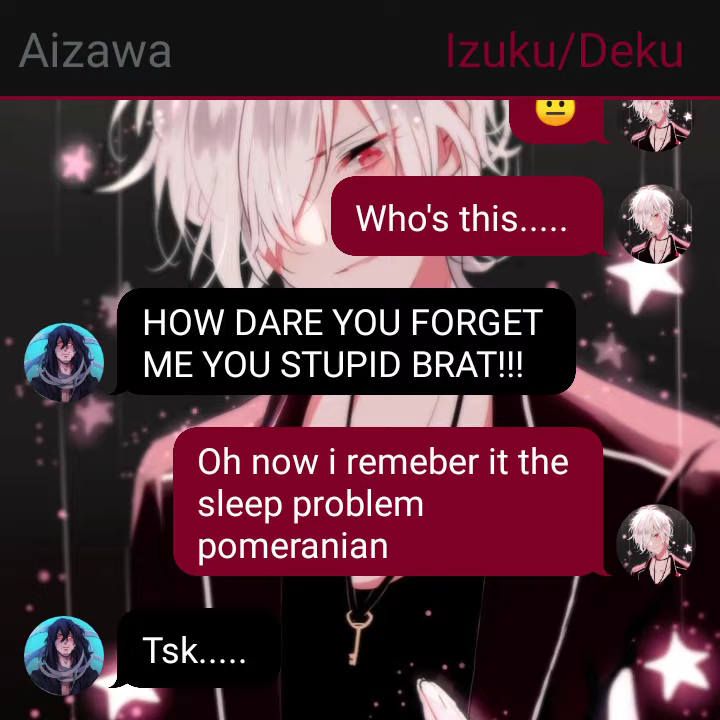 Aizawa
Izuku/Deku
😐
Who's this.....
HOW DARE YOU FORGET
ME YOU STUPID BRAT!!!
Oh now i remeber it the
sleep problem
pomeranian
Tsk.....